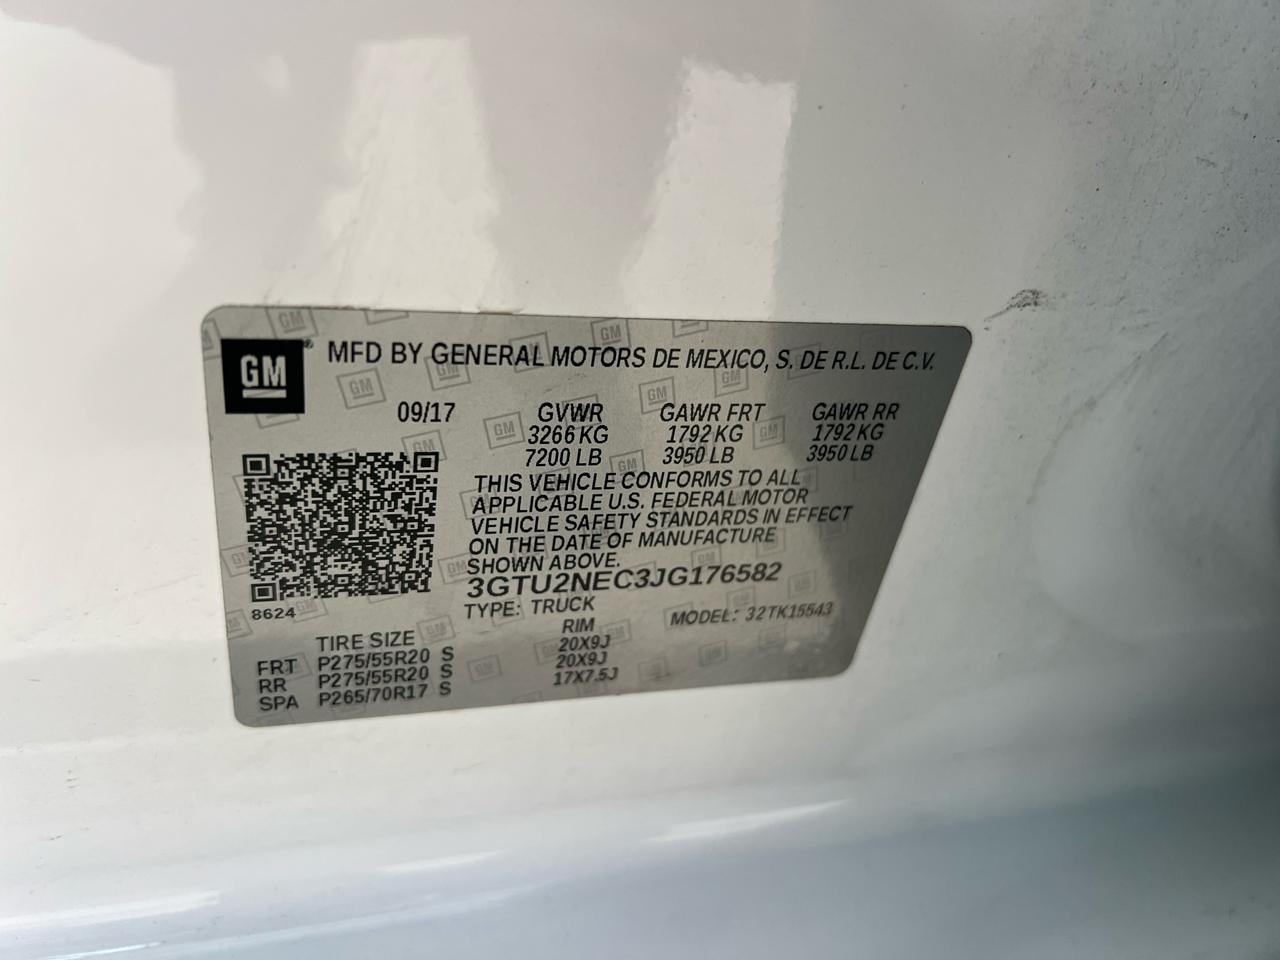 GM ® MFD BY GENERAL MOTORS DE MEXICO, S. DE R.L. DE C.V.
09/17 GVWR GAWR FRT GAWR RR
3266 KG 1792 KG 1792 KG
7200 LB 3950 LB 3950 LB
THIS VEHICLE CONFORMS TO ALL
APPLICABLE U.S. FEDERAL MOTOR
VEHICLE SAFETY STANDARDS IN EFFECT
ON THE DATE OF MANUFACTURE
SHOWN ABOVE.
3GTU2NEC3JG176582
8624 TYPE: TRUCK MODEL: 32TK15543
TIRE SIZE RIM
FRT P275/55R20 S 20X9J
RR P275/55R20 S 20X9J
SPA P265/70R17 S 17X7.5J